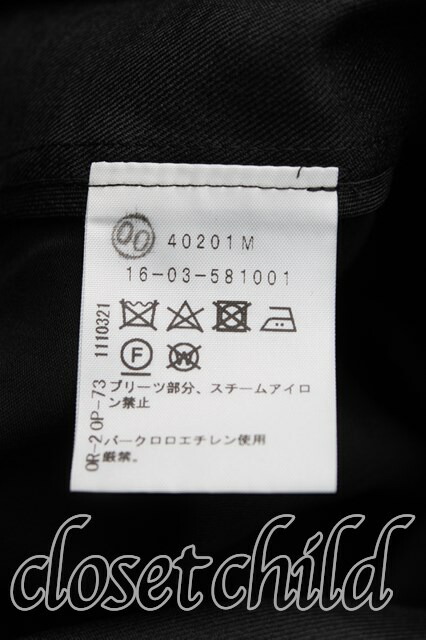 00 40201M
16-03-581001
F W
プリーツ部分、スチームアイロ
ン禁止
パークロロエチレン使用
厳禁。
OR-20P-73 1110321
closet child